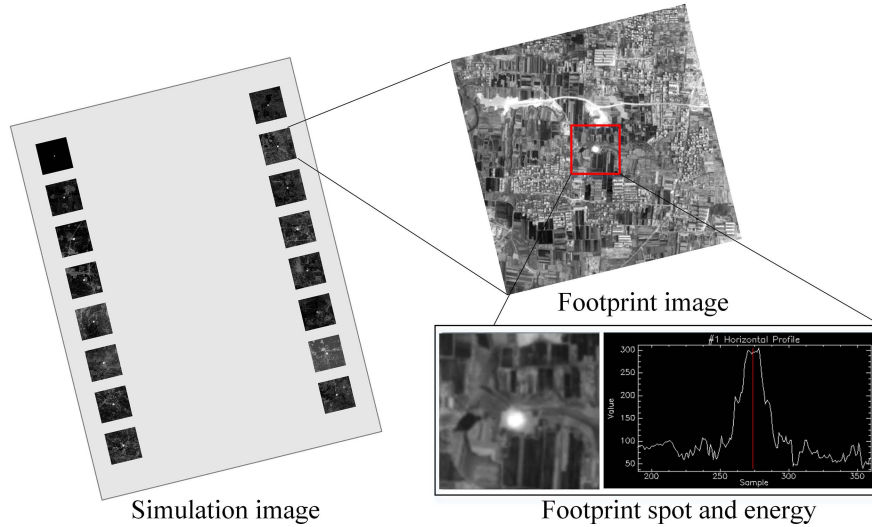 Footprint image
#1 Horizontal Profile
300
250
200
150
100
50
Value
200
250
300
350
Sample
Simulation image
Footprint spot and energy